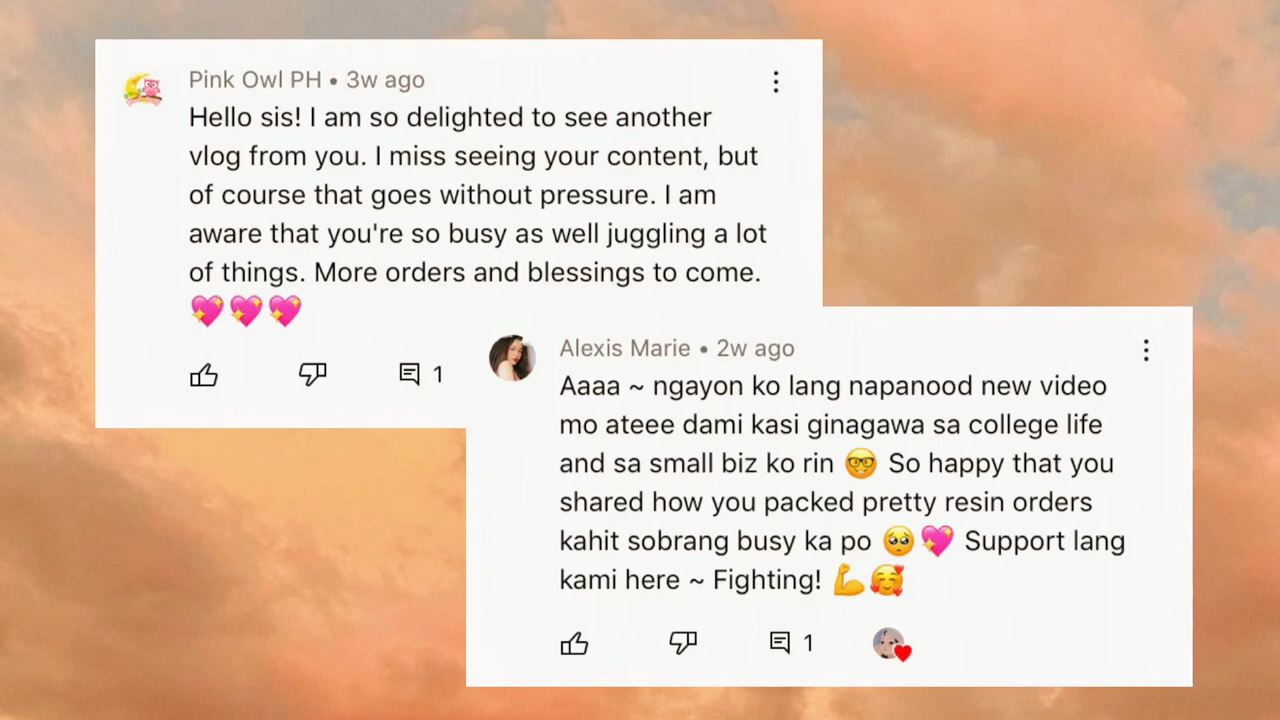 Pink Owl PH • 3w ago
Hello sis! I am so delighted to see another
vlog from you. I miss seeing your content, but
of course that goes without pressure. I am
aware that you're so busy as well juggling a lot
of things. More orders and blessings to come.
💖💖💖
1
Alexis Marie • 2w ago
Aaaa ~ ngayon ko lang napanood new video
mo ateee dami kasi ginagawa sa college life
and sa small biz ko rin 🤓 So happy that you
shared how you packed pretty resin orders
kahit sobrang busy ka po 🥺💖 Support lang
kami here ~ Fighting! 💪🥰
1